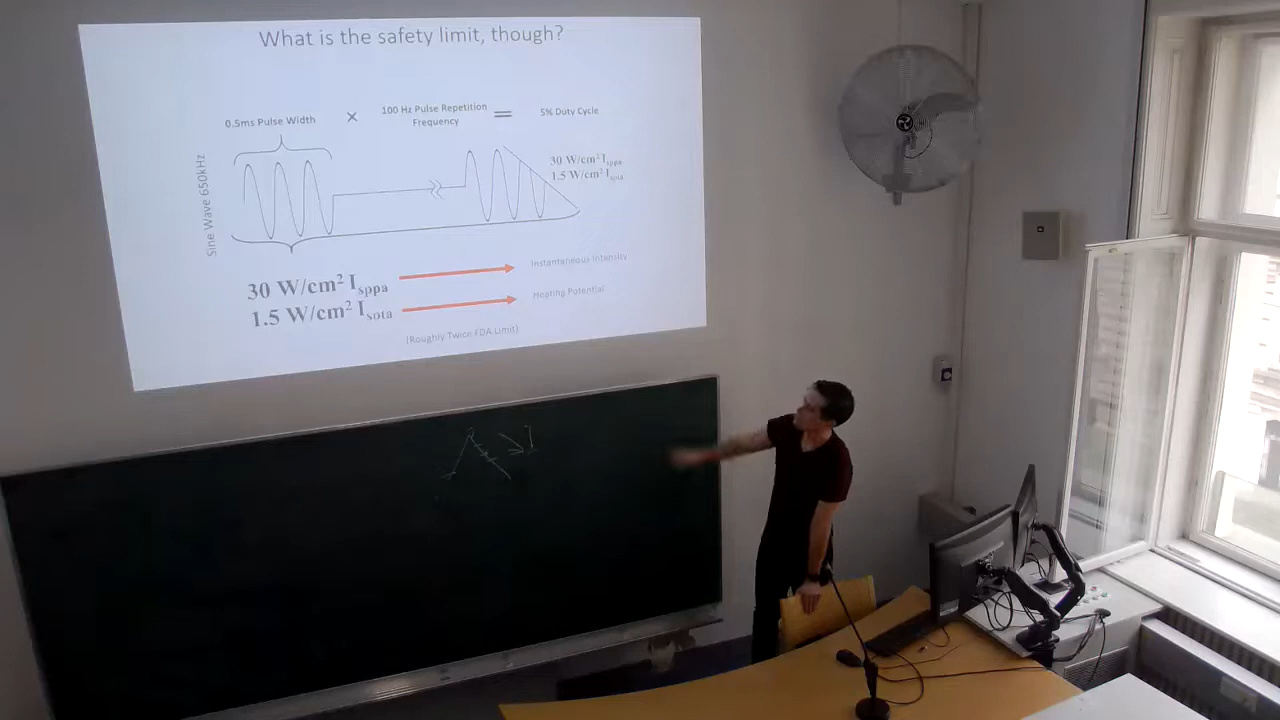 What is the safety limit, though?
0.5ms Pulse Width
×
100 Hz Pulse Repetition
Frequency
=
5% Duty Cycle
Sine Wave 650kHz
30 W/cm² Isppa
1.5 W/cm² Isota
30 W/cm² Isppa
1.5 W/cm² Isota
Instantaneous Intensity
Heating Potential
(Roughly Twice FDA Limit)